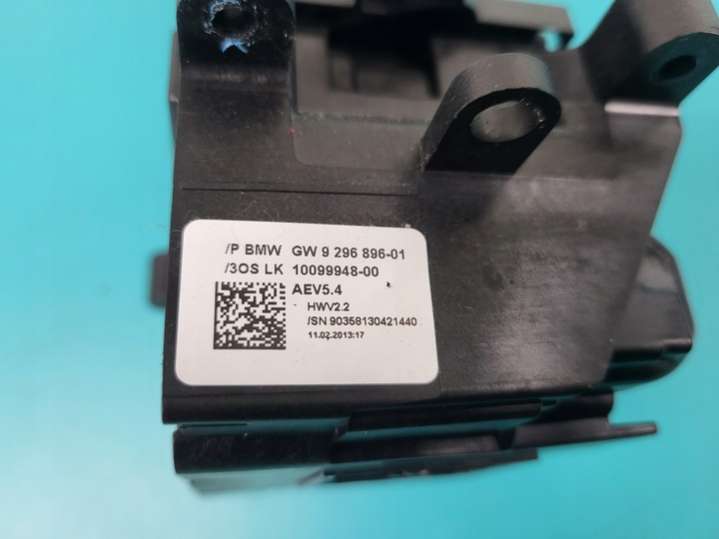 /P BMW GW 9 296 896-01
/3OS LK 10099948-00
AEV5.4
HWV2.2
/SN 90358130421440
11.02.2013:17